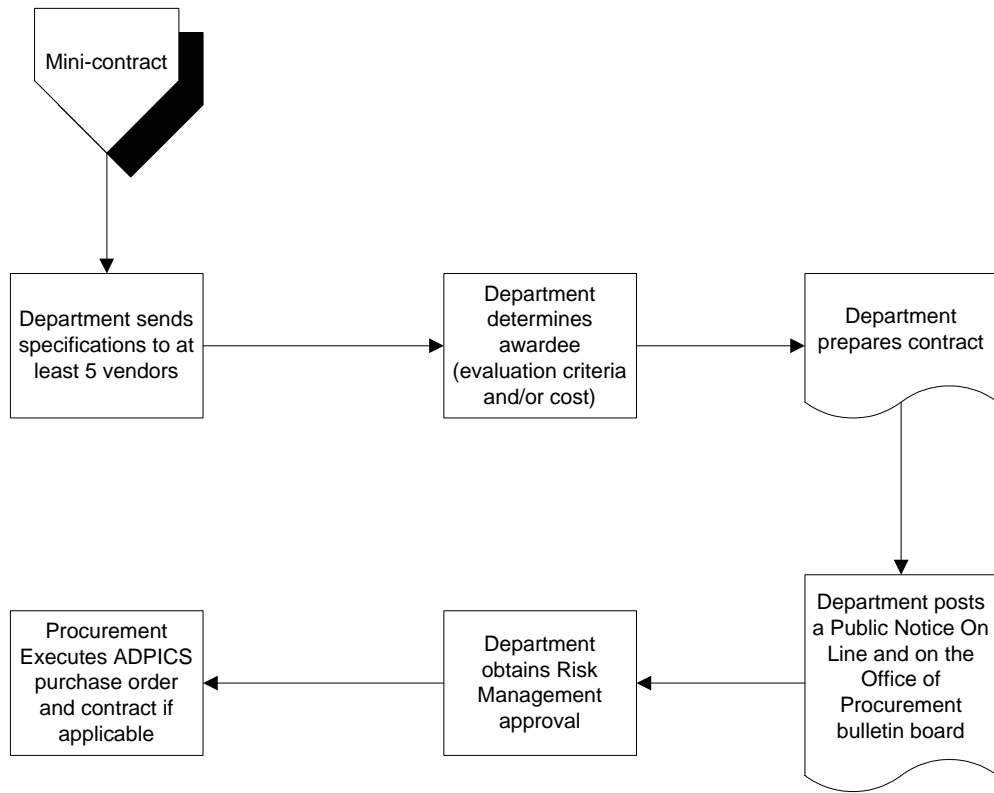 Mini-contract
Department sends
specifications to at
least 5 vendors
Department
determines
awardee
(evaluation criteria
and/or cost)
Department
prepares contract
Department posts
a Public Notice On
Line and on the
Office of
Procurement
bulletin board
Department
obtains Risk
Management
approval
Procurement
Executes ADPICS
purchase order
and contract if
applicable